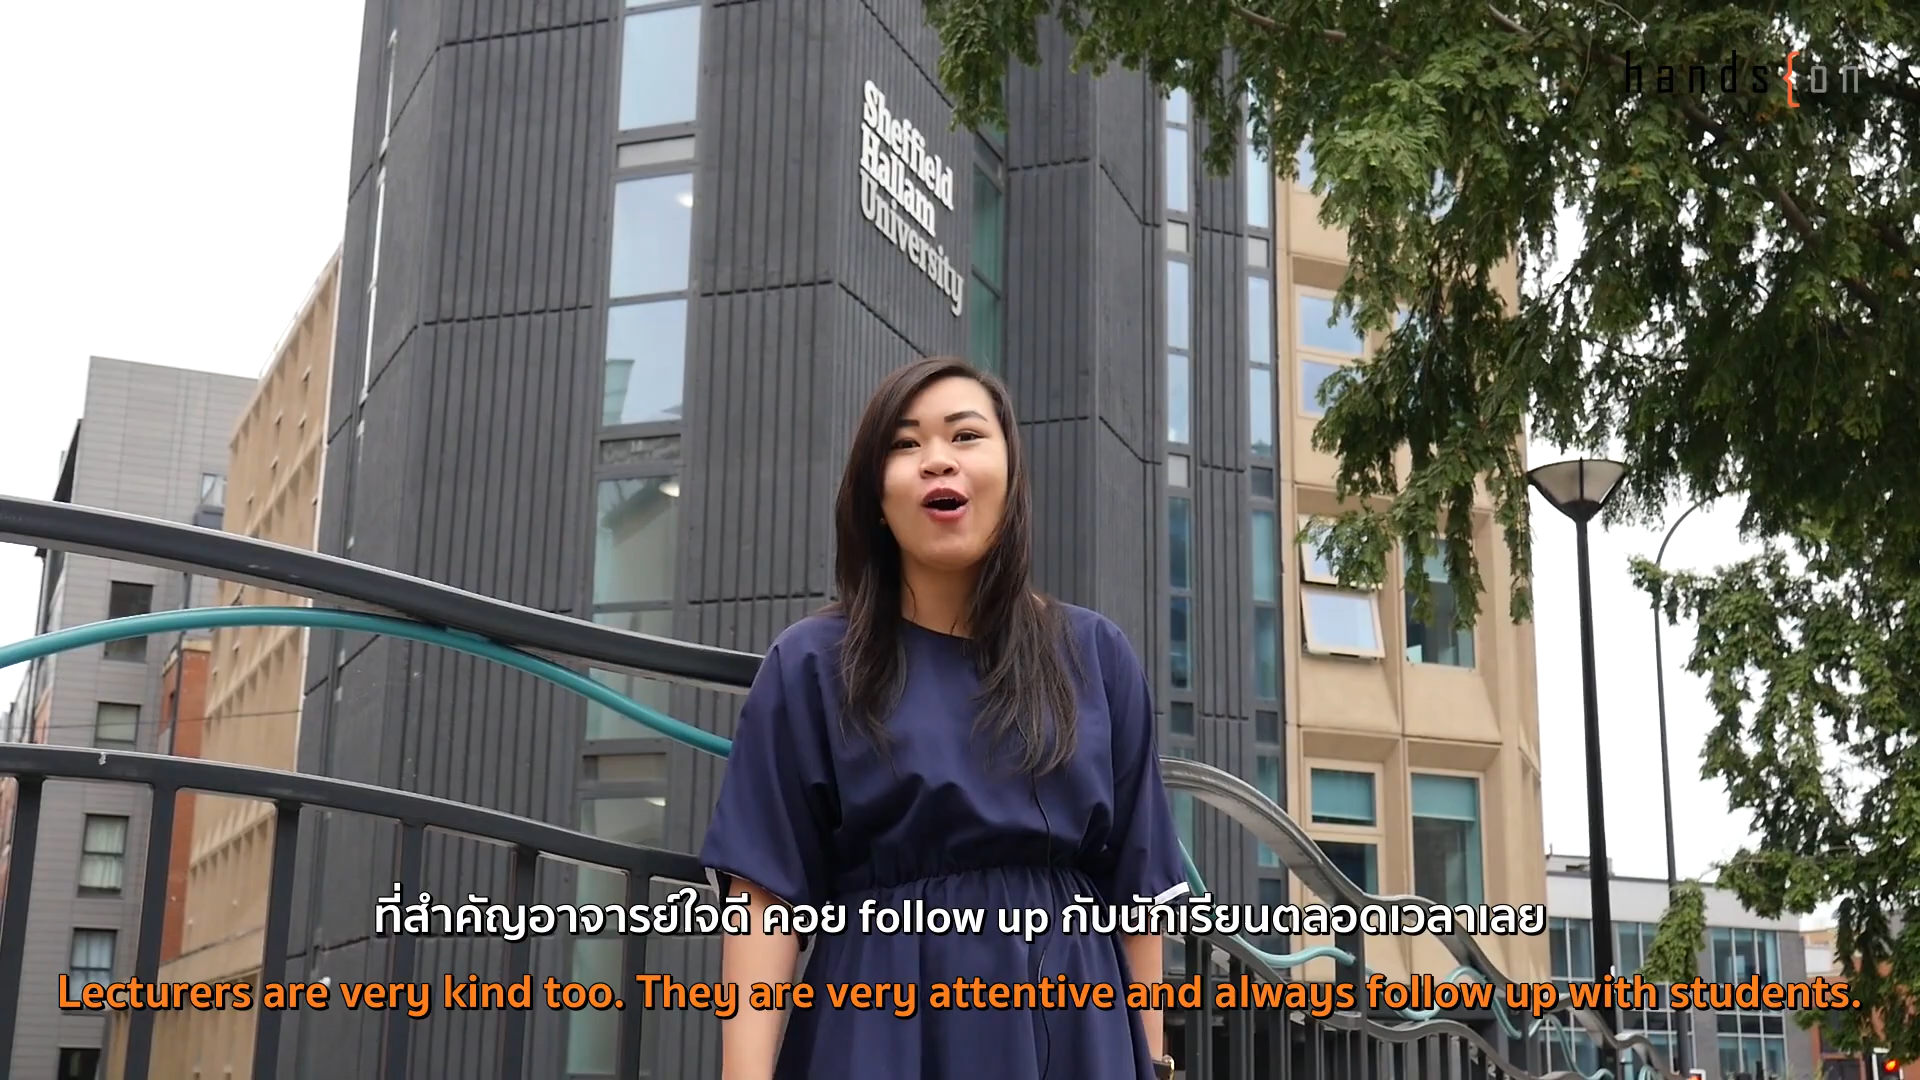 hands{on
Sheffield
Hallam
University
ที่สำคัญอาจารย์ใจดี คอย follow up กับนักเรียนตลอดเวลาเลย
Lecturers are very kind too. They are very attentive and always follow up with students.